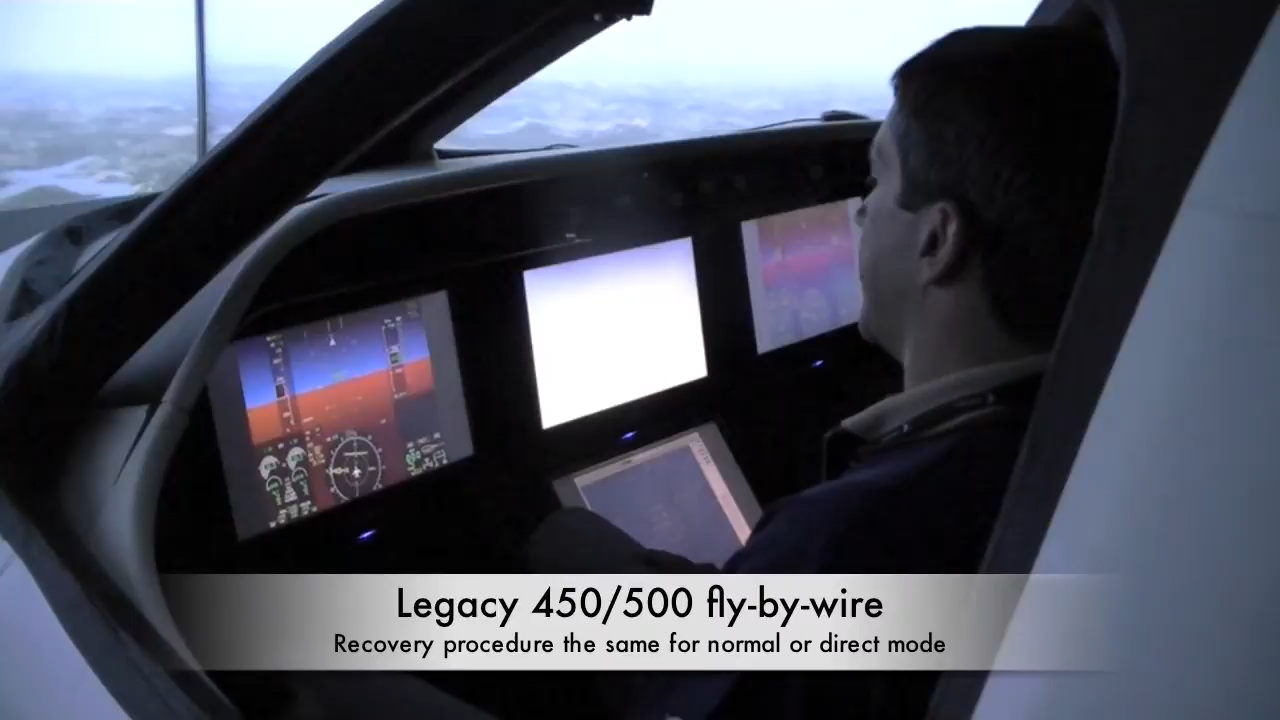 Legacy 450/500 fly-by-wire
Recovery procedure the same for normal or direct mode